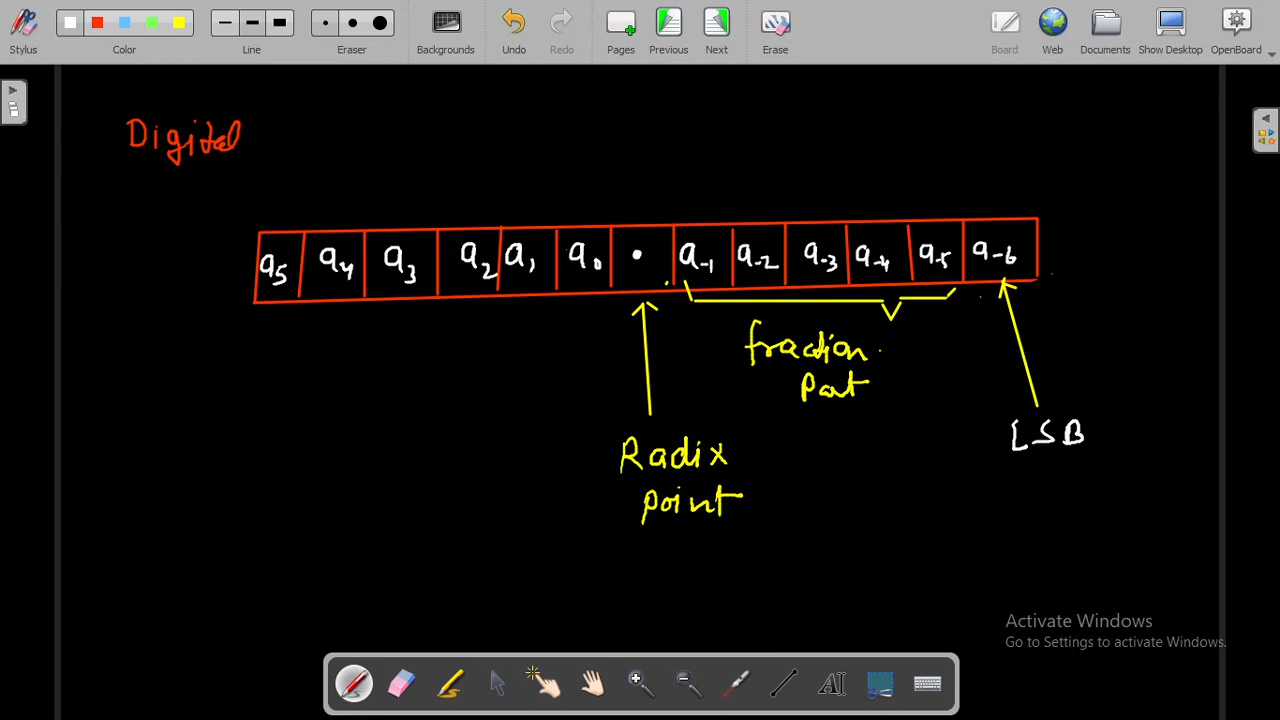 Stylus Color Line Eraser Backgrounds Undo Redo Pages Previous Next Erase Board Web Documents Show Desktop OpenBoard
Digital
a5 a4 a3 a2 a1 a0 . a-1 a-2 a-3 a-4 a-5 a-6
fraction
Part
LSB
Radix
point
Activate Windows
Go to Settings to activate Windows.